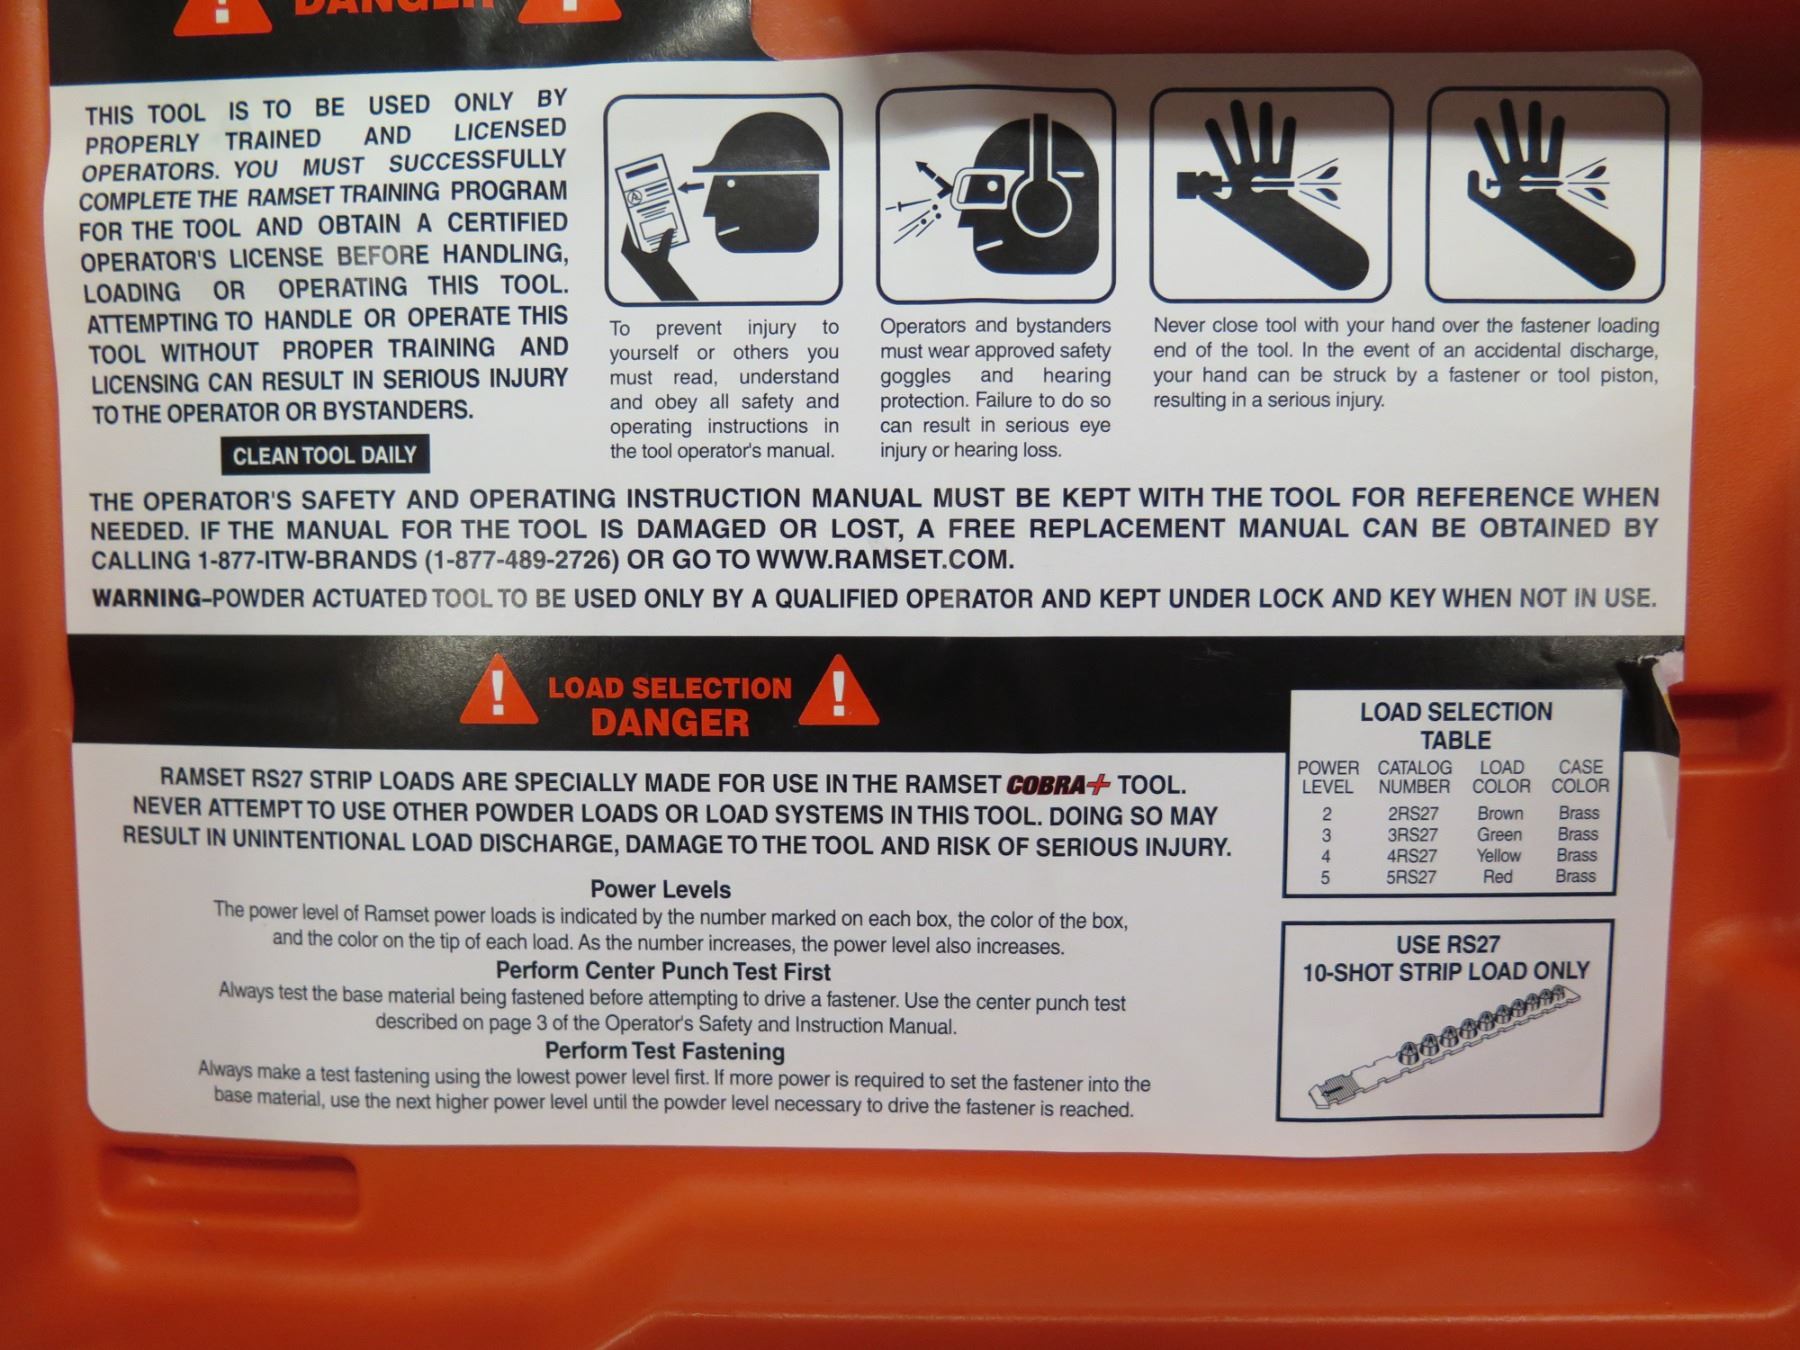 DANGER
THIS TOOL IS TO BE USED ONLY BY
PROPERLY TRAINED AND LICENSED
OPERATORS. YOU MUST SUCCESSFULLY
COMPLETE THE RAMSET TRAINING PROGRAM
FOR THE TOOL AND OBTAIN A CERTIFIED
OPERATOR'S LICENSE BEFORE HANDLING,
LOADING OR OPERATING THIS TOOL.
ATTEMPTING TO HANDLE OR OPERATE THIS
TOOL WITHOUT PROPER TRAINING AND
LICENSING CAN RESULT IN SERIOUS INJURY
TO THE OPERATOR OR BYSTANDERS.
CLEAN TOOL DAILY
To prevent injury to
yourself or others you
must read, understand
and obey all safety and
operating instructions in
the tool operator's manual.
Operators and bystanders
must wear approved safety
goggles and hearing
protection. Failure to do so
can result in serious eye
injury or hearing loss.
Never close tool with your hand over the fastener loading
end of the tool. In the event of an accidental discharge,
your hand can be struck by a fastener or tool piston,
resulting in a serious injury.
THE OPERATOR'S SAFETY AND OPERATING INSTRUCTION MANUAL MUST BE KEPT WITH THE TOOL FOR REFERENCE WHEN
NEEDED. IF THE MANUAL FOR THE TOOL IS DAMAGED OR LOST, A FREE REPLACEMENT MANUAL CAN BE OBTAINED BY
CALLING 1-877-ITW-BRANDS (1-877-489-2726) OR GO TO WWW.RAMSET.COM.
WARNING–POWDER ACTUATED TOOL TO BE USED ONLY BY A QUALIFIED OPERATOR AND KEPT UNDER LOCK AND KEY WHEN NOT IN USE.
! LOAD SELECTION !
DANGER
RAMSET RS27 STRIP LOADS ARE SPECIALLY MADE FOR USE IN THE RAMSET COBRA+ TOOL.
NEVER ATTEMPT TO USE OTHER POWDER LOADS OR LOAD SYSTEMS IN THIS TOOL. DOING SO MAY
RESULT IN UNINTENTIONAL LOAD DISCHARGE, DAMAGE TO THE TOOL AND RISK OF SERIOUS INJURY.
Power Levels
The power level of Ramset power loads is indicated by the number marked on each box, the color of the box,
and the color on the tip of each load. As the number increases, the power level also increases.
Perform Center Punch Test First
Always test the base material being fastened before attempting to drive a fastener. Use the center punch test
described on page 3 of the Operator's Safety and Instruction Manual.
Perform Test Fastening
Always make a test fastening using the lowest power level first. If more power is required to set the fastener into the
base material, use the next higher power level until the powder level necessary to drive the fastener is reached.
LOAD SELECTION
TABLE
POWER CATALOG LOAD CASE
LEVEL NUMBER COLOR COLOR
2 2RS27 Brown Brass
3 3RS27 Green Brass
4 4RS27 Yellow Brass
5 5RS27 Red Brass
USE RS27
10-SHOT STRIP LOAD ONLY